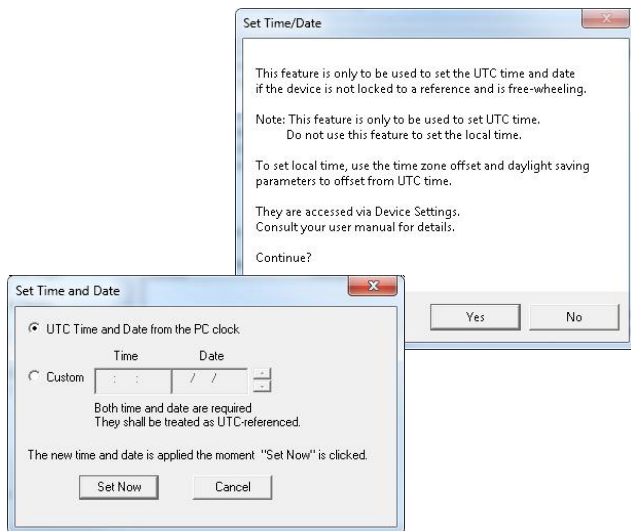 Set Time/Date
This feature is only to be used to set the UTC time and date
if the device is not locked to a reference and is free-wheeling.
Note: This feature is only to be used to set UTC time.
Do not use this feature to set the local time.
To set local time, use the time zone offset and daylight saving
parameters to offset from UTC time.
They are accessed via Device Settings.
Consult your user manual for details.
Continue?
Yes No
Set Time and Date
UTC Time and Date from the PC clock
Time Date
Custom : : / /
Both time and date are required
They shall be treated as UTC-referenced.
The new time and date is applied the moment "Set Now" is clicked.
Set Now Cancel